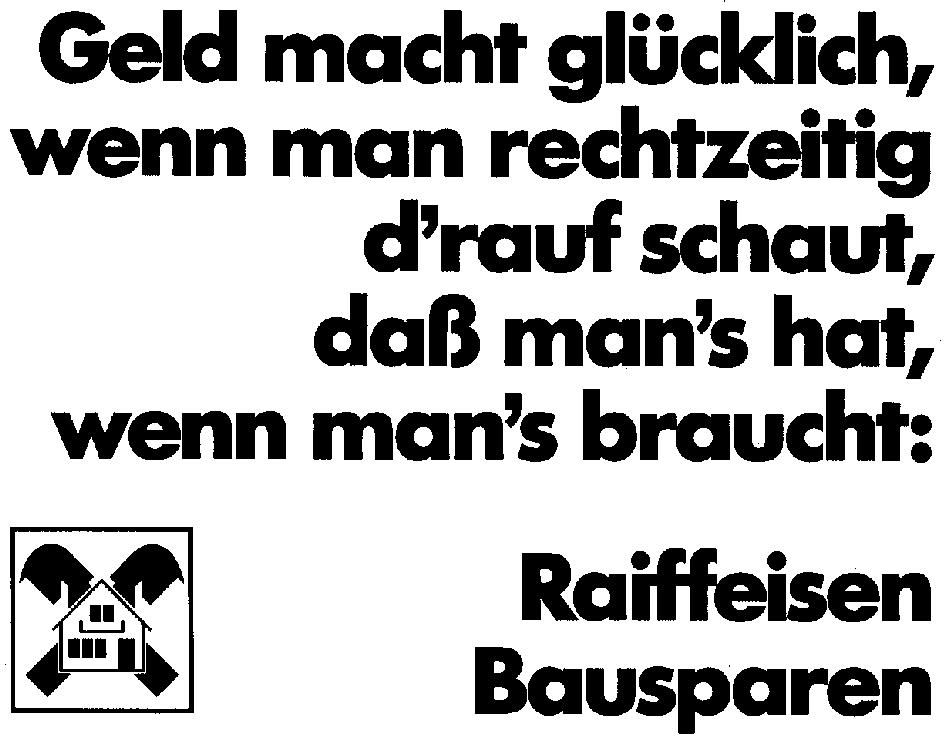 Geld macht glücklich,
wenn man rechtzeitig
d'rauf schaut,
daß man's hat,
wenn man's braucht:
Raiffeisen
Bausparen